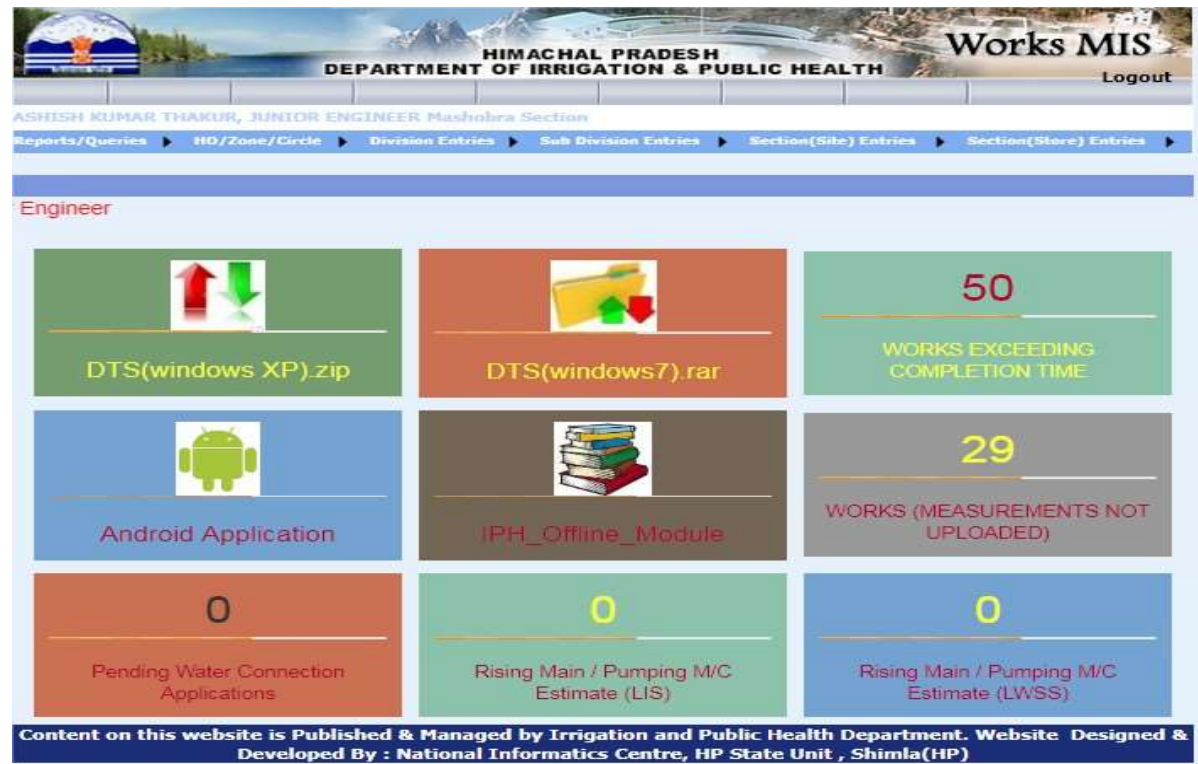 HIMACHAL PRADESH
DEPARTMENT OF IRRIGATION & PUBLIC HEALTH
Works MIS
Logout
ASHISH KUMAR THAKUR, JUNIOR ENGINEER Mashobra Section
Reports/Queries HO/Zone/Circle Division Entries Sub Division Entries Section(Site) Entries Section(Store) Entries
Engineer
DTS(windows XP).zip
DTS(windows7).rar
50
WORKS EXCEEDING
COMPLETION TIME
Android Application
IPH_Offline_Module
29
WORKS (MEASUREMENTS NOT
UPLOADED)
0
Pending Water Connection
Applications
0
Rising Main / Pumping M/C
Estimate (LIS)
0
Rising Main / Pumping M/C
Estimate (LWSS)
Content on this website is Published & Managed by Irrigation and Public Health Department. Website Designed &
Developed By : National Informatics Centre, HP State Unit , Shimla(HP)